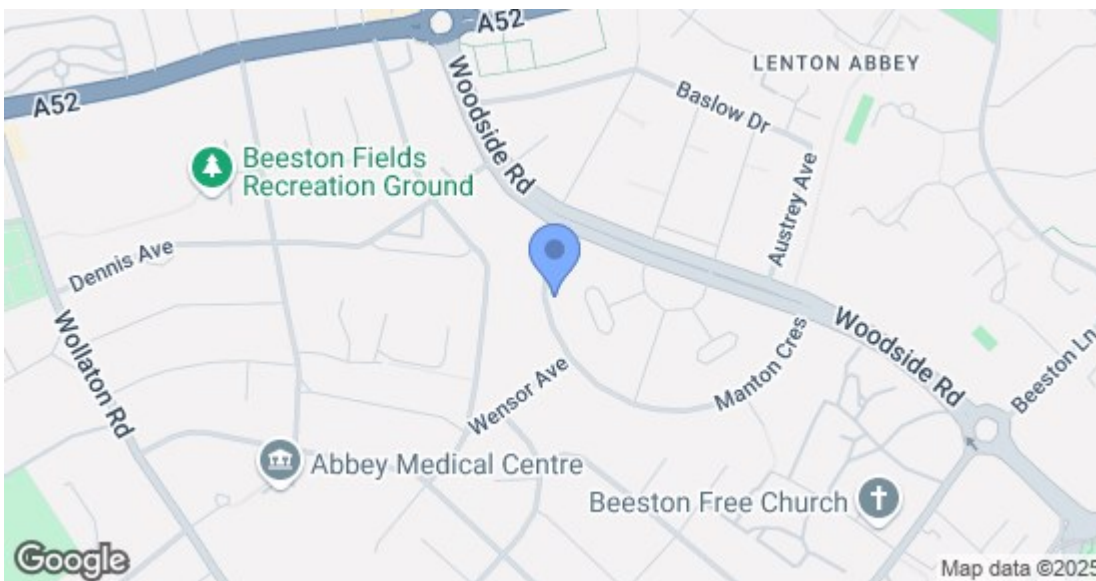 A52
A52
LENTON ABBEY
Baslow Dr
Woodside Rd
Beeston Fields
Recreation Ground
Austrey Ave
Dennis Ave
Wollaton Rd
Woodside Rd
Beeston Ln
Manton Cres
Wensor Ave
Abbey Medical Centre
Beeston Free Church
Google
Map data ©2025